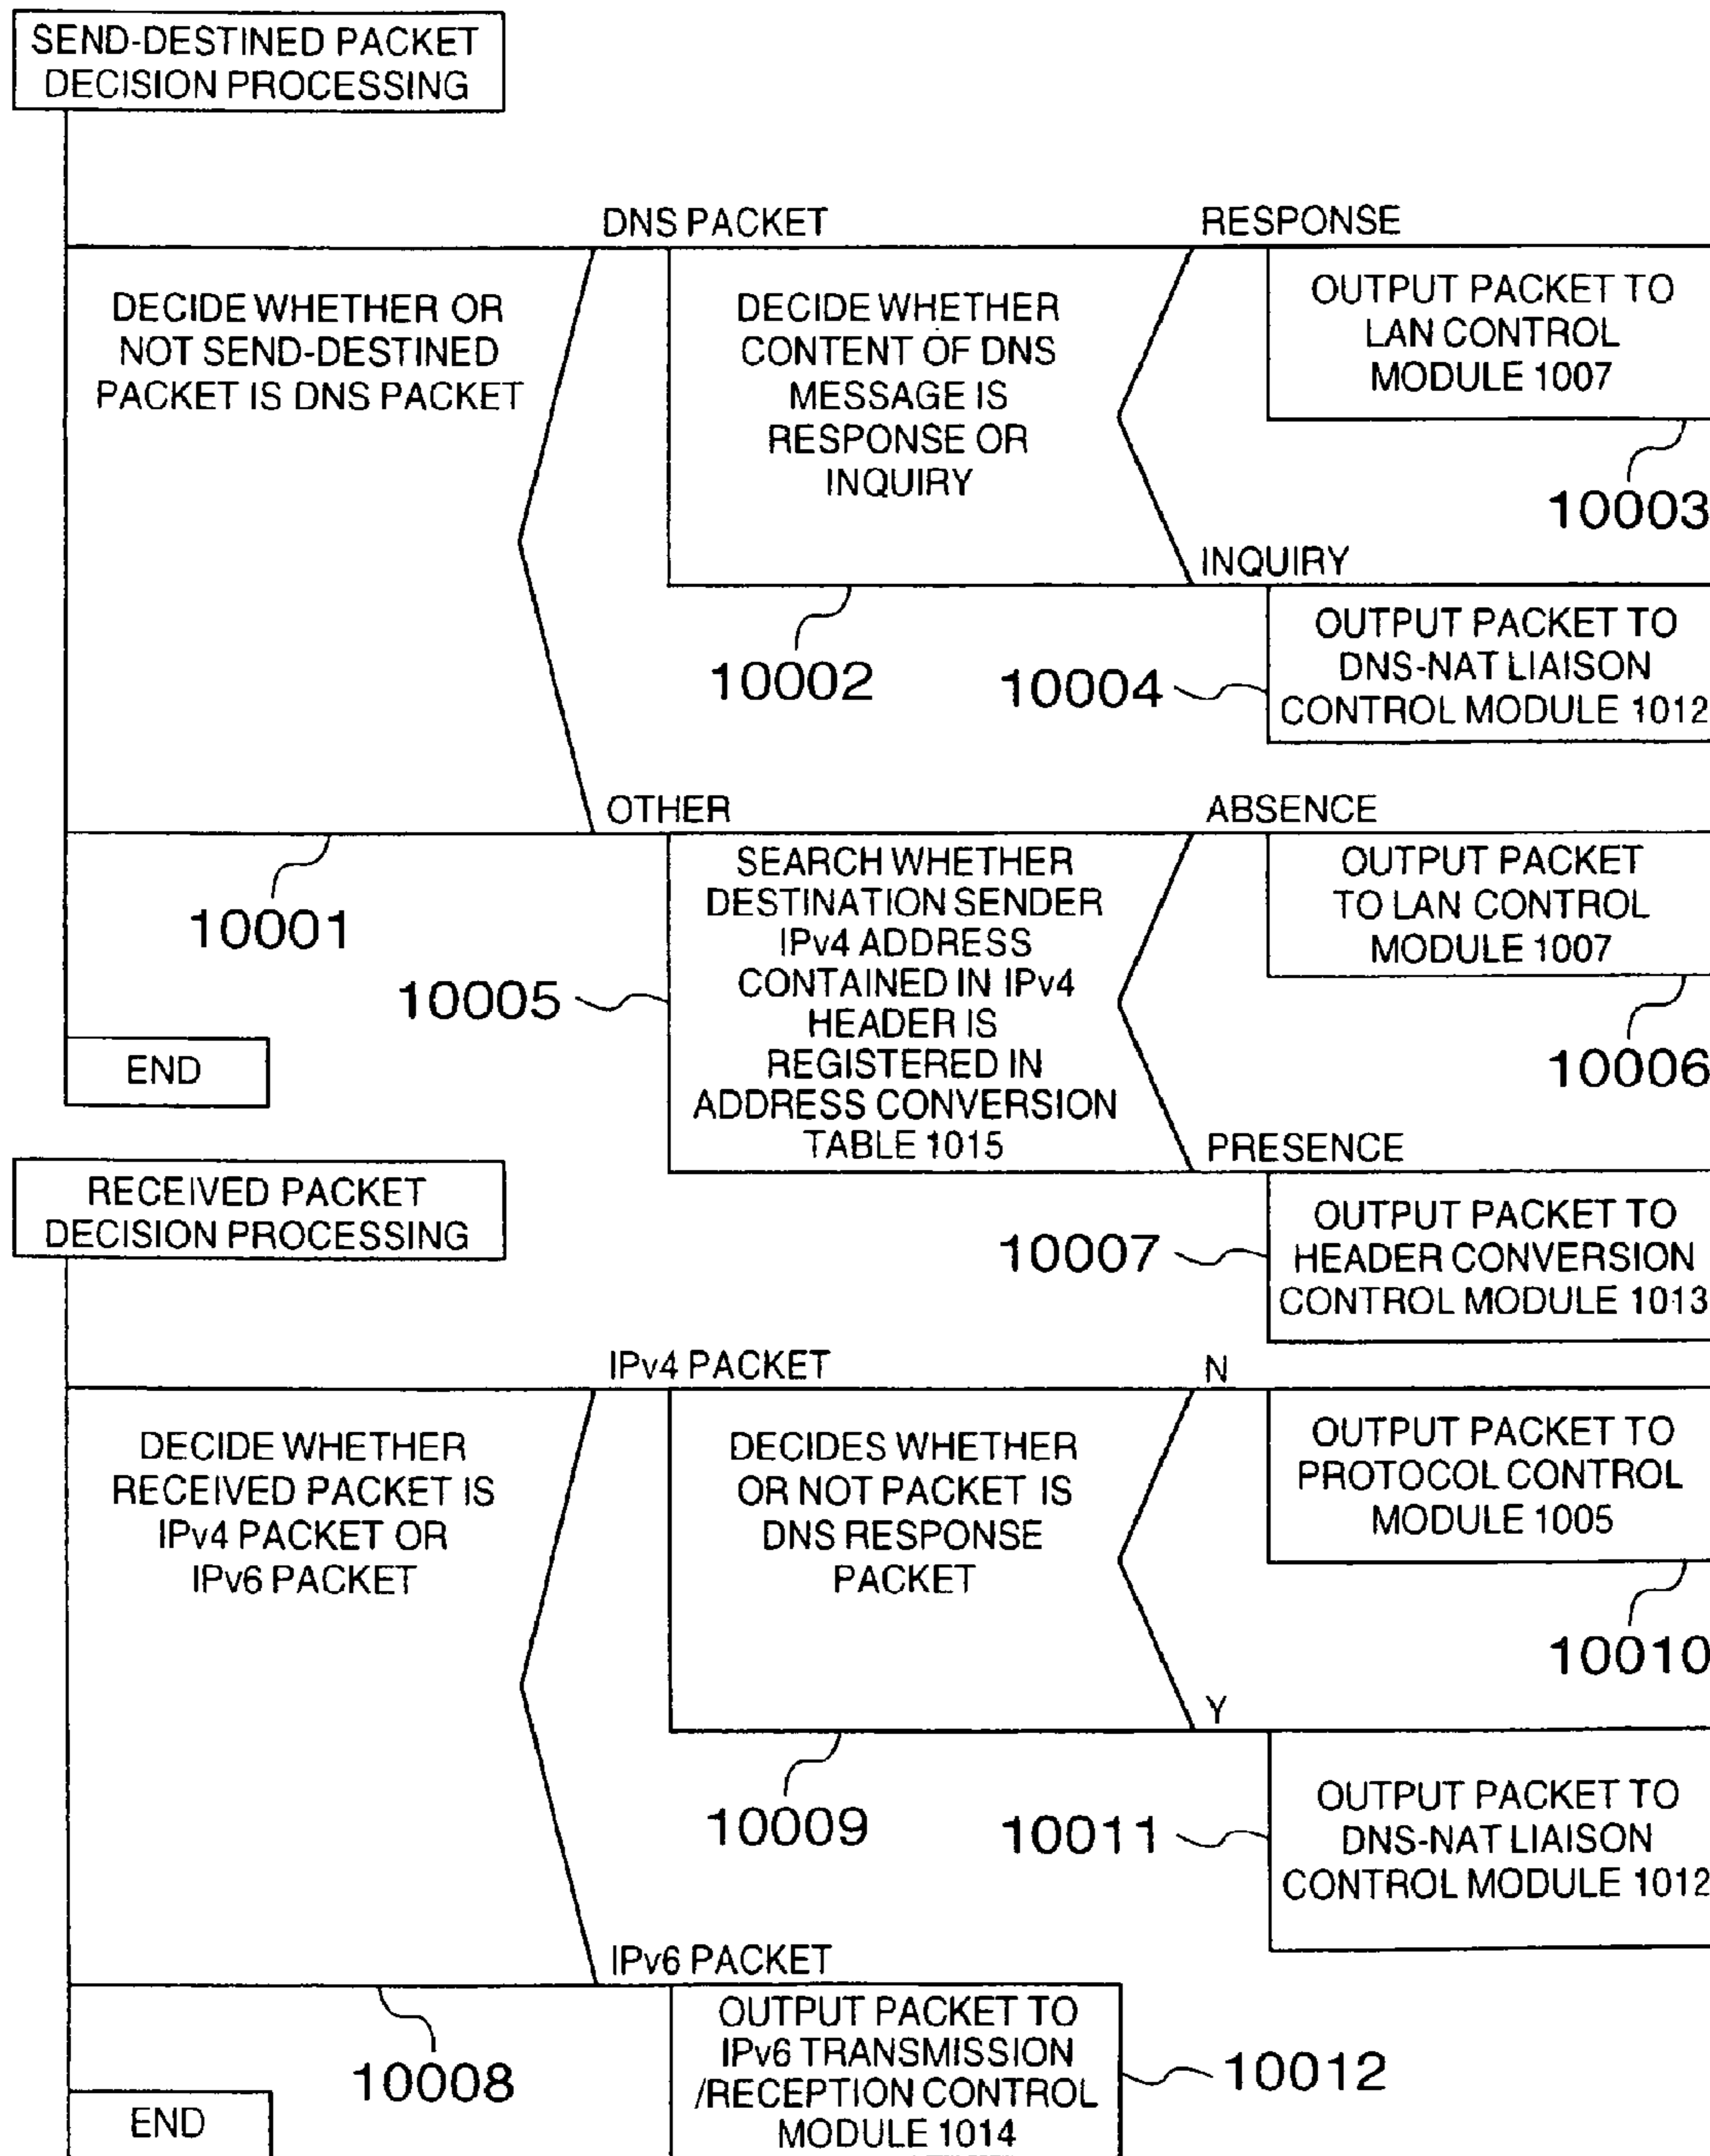 SEND-DESTINED PACKET
DECISION PROCESSING
DNS PACKET
RESPONSE
DECIDE WHETHER OR
NOT SEND-DESTINED
PACKET IS DNS PACKET
DECIDE WHETHER
CONTENT OF DNS
MESSAGE IS
RESPONSE OR
INQUIRY
OUTPUT PACKET TO
LAN CONTROL
MODULE 1007
10003
INQUIRY
10002
10004
OUTPUT PACKET TO
DNS-NAT LIAISON
CONTROL MODULE 1012
OTHER
ABSENCE
10001
10005
SEARCH WHETHER
DESTINATION SENDER
IPv4 ADDRESS
CONTAINED IN IPv4
HEADER IS
REGISTERED IN
ADDRESS CONVERSION
TABLE 1015
OUTPUT PACKET
TO LAN CONTROL
MODULE 1007
10006
END
PRESENCE
10007
OUTPUT PACKET TO
HEADER CONVERSION
CONTROL MODULE 1013
RECEIVED PACKET
DECISION PROCESSING
IPv4 PACKET
N
DECIDE WHETHER
RECEIVED PACKET IS
IPv4 PACKET OR
IPv6 PACKET
DECIDES WHETHER
OR NOT PACKET IS
DNS RESPONSE
PACKET
OUTPUT PACKET TO
PROTOCOL CONTROL
MODULE 1005
10010
Y
10009
10011
OUTPUT PACKET TO
DNS-NAT LIAISON
CONTROL MODULE 1012
IPv6 PACKET
10008
OUTPUT PACKET TO
IPv6 TRANSMISSION
/RECEPTION CONTROL
MODULE 1014
10012
END